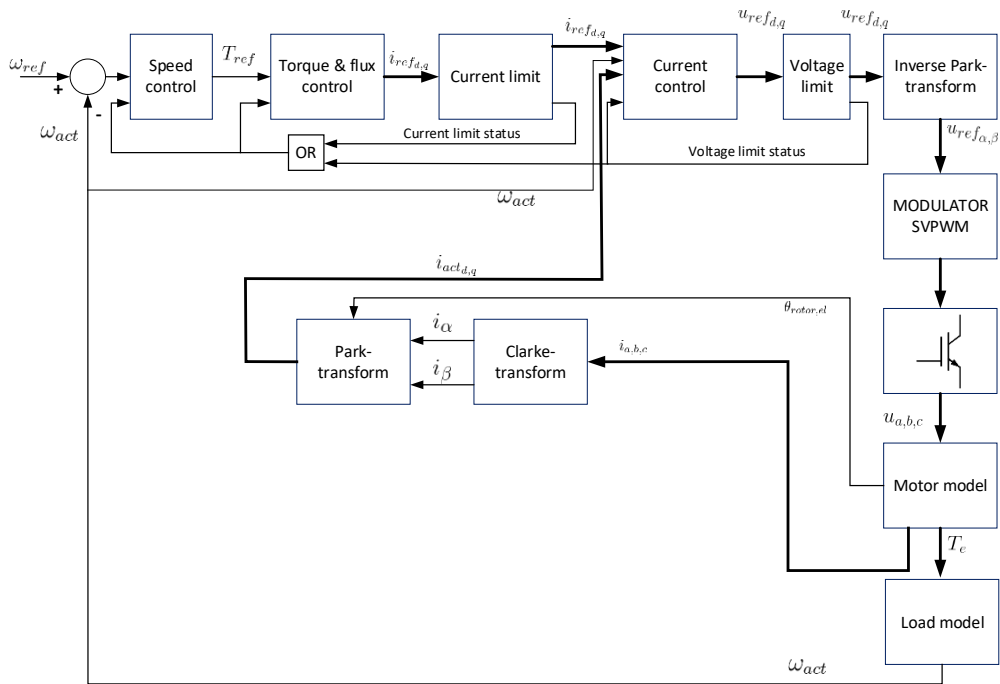 ω_ref
+
-
ω_act
Speed
control
T_ref
Torque & flux
control
i_ref_d,q
Current limit
i_ref_d,q
Current
control
u_ref_d,q
Voltage
limit
u_ref_d,q
Inverse Park-
transform
Current limit status
OR
Voltage limit status
u_ref_α,β
ω_act
MODULATOR
SVPWM
i_act_d,q
θ_rotor,el
Park-
transform
i_α
i_β
Clarke-
transform
i_a,b,c
u_a,b,c
Motor model
T_e
Load model
ω_act